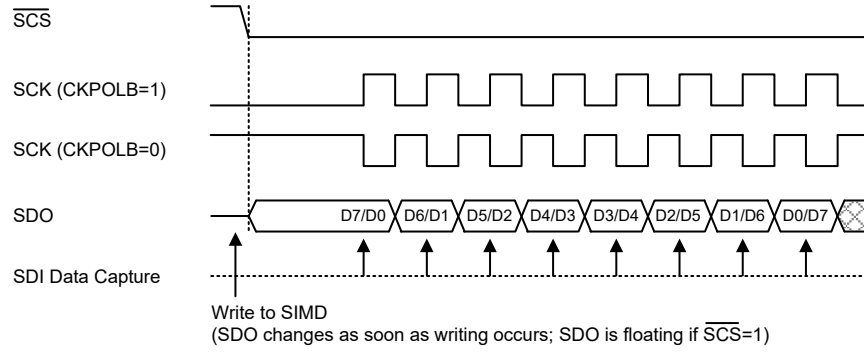 SCS
SCK (CKPOLB=1)
SCK (CKPOLB=0)
SDO
D7/D0 D6/D1 D5/D2 D4/D3 D3/D4 D2/D5 D1/D6 D0/D7
SDI Data Capture
Write to SIMD
(SDO changes as soon as writing occurs; SDO is floating if SCS=1)